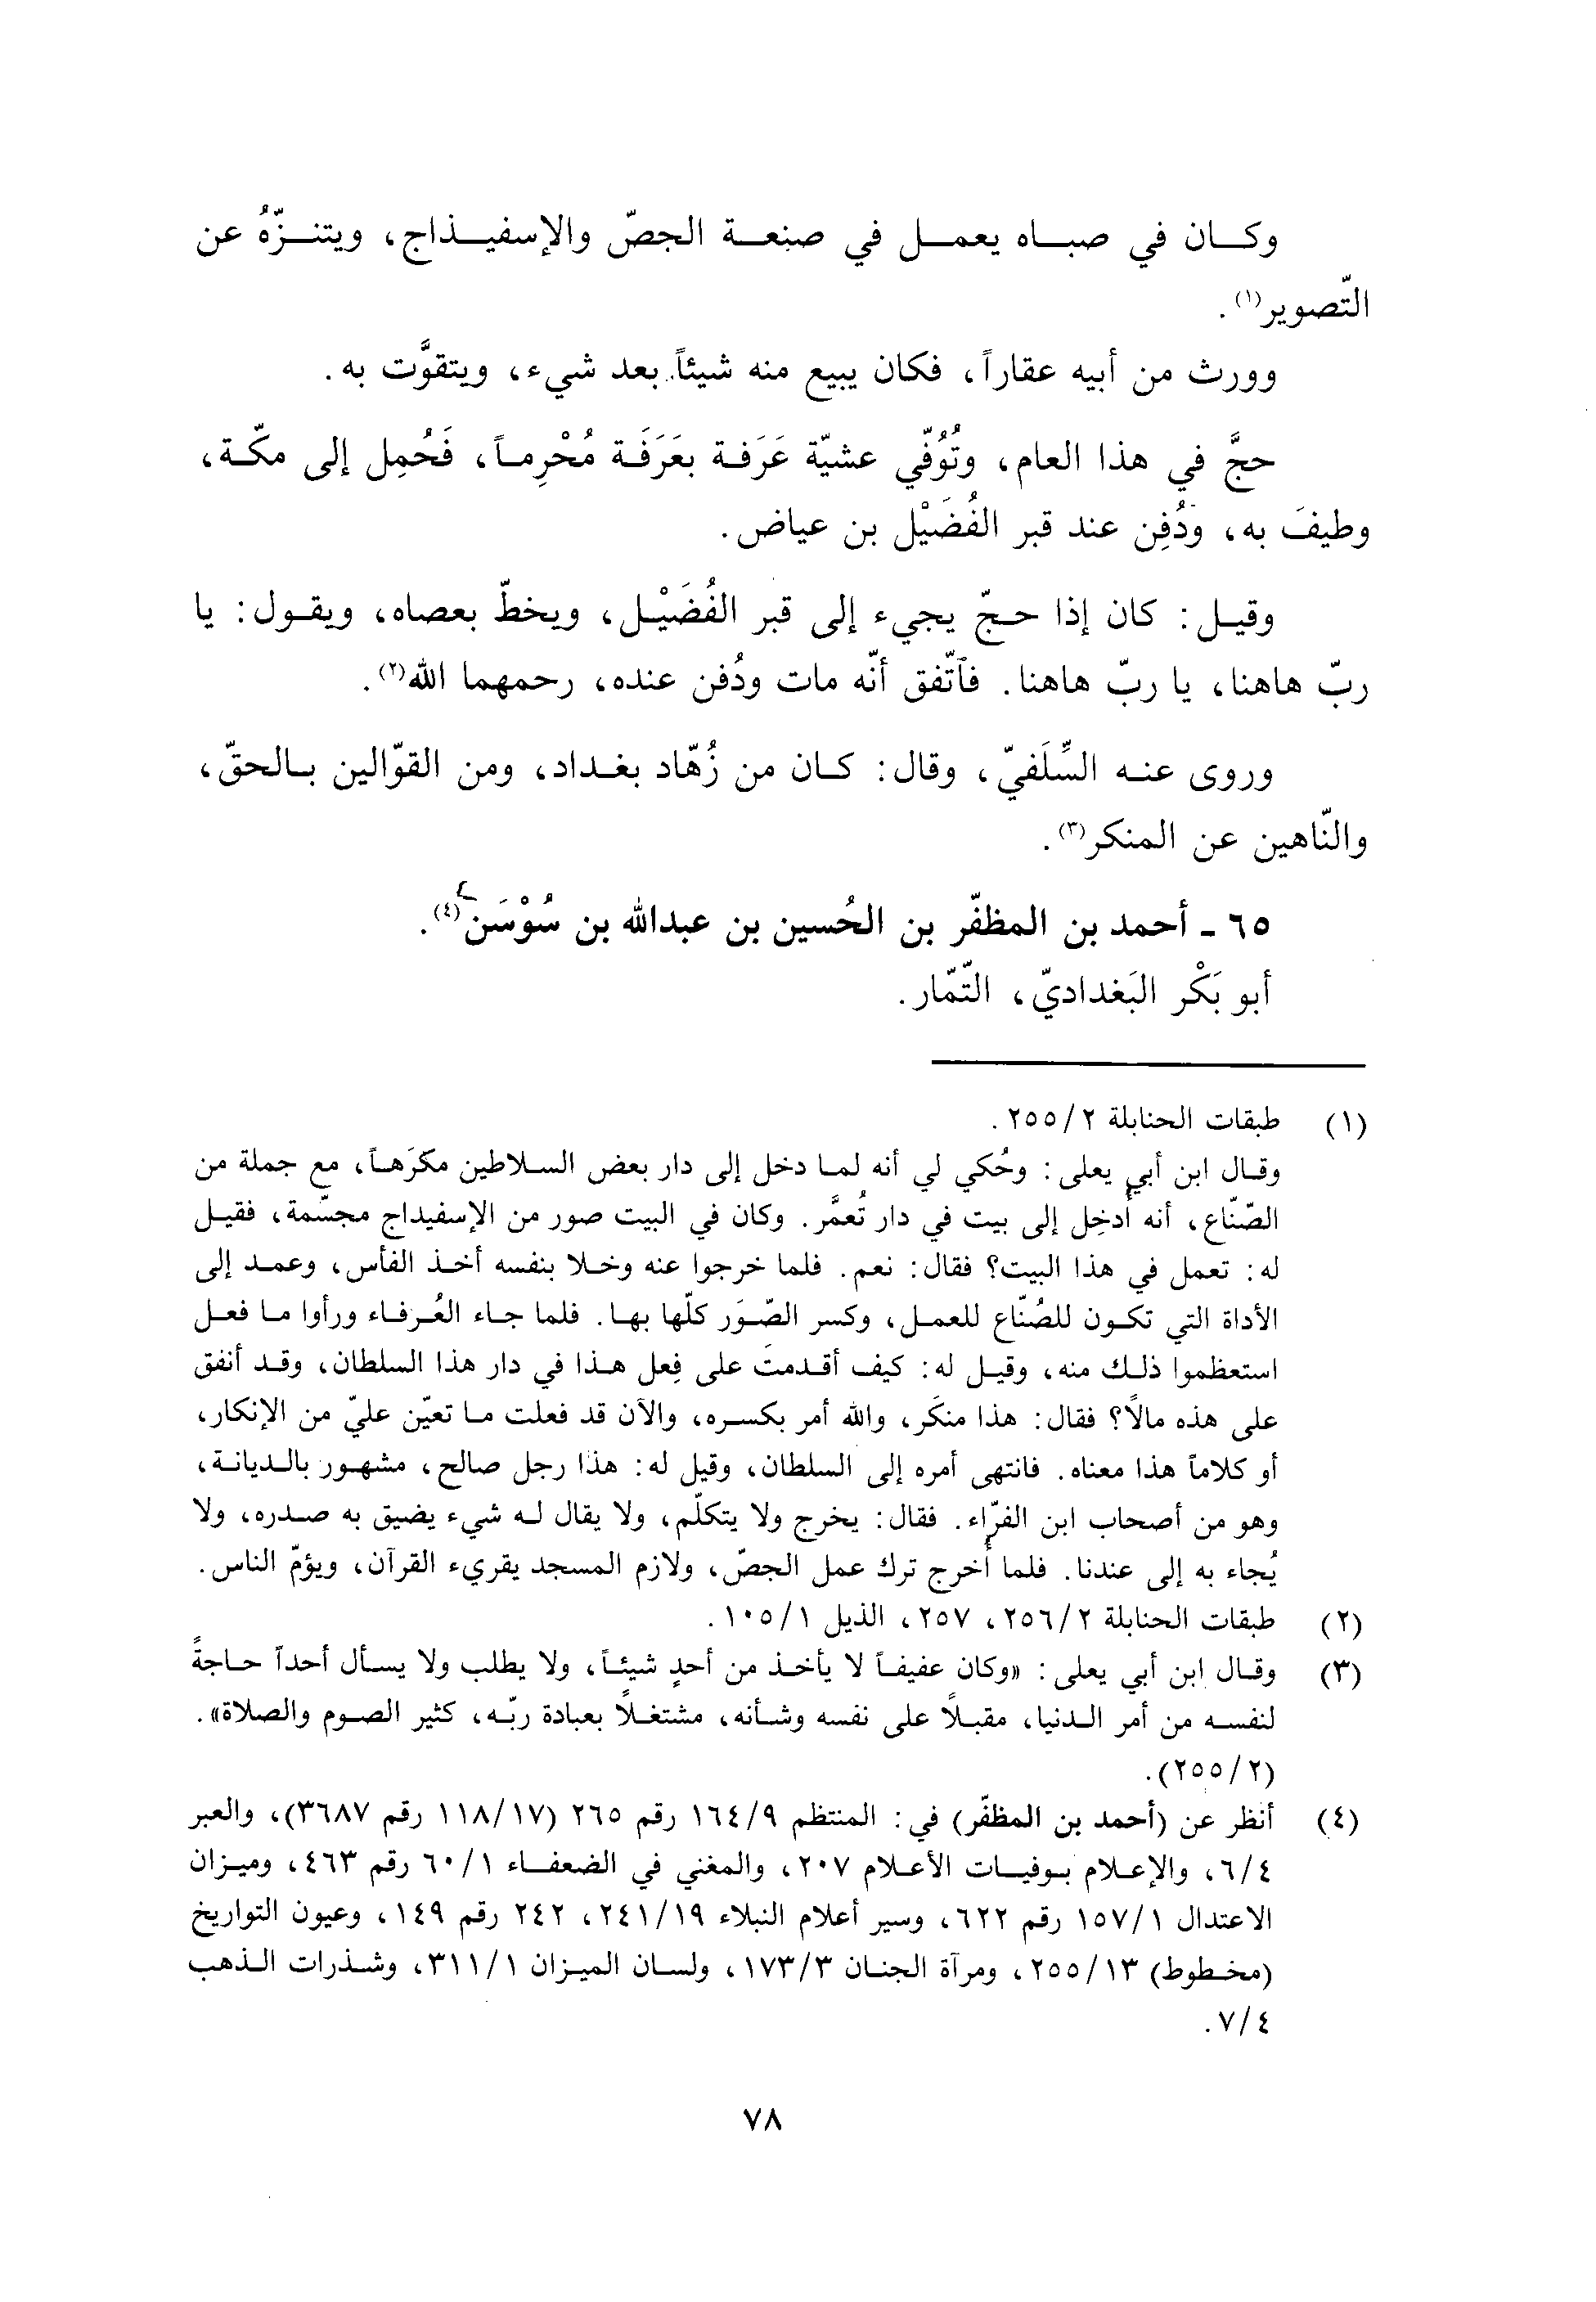 وكان في صباه يعمل في صنعة الجصّ والإسفيذاج، ويتنزّهُ عن
التّصوير(١).
وورث من أبيه عقاراً، فكان يبيع منه شيئاً بعد شيء، ويتقوَّت به.
حجَّ في هذا العام، وتُوُفّي عشيّة عَرَفة بعَرَفَة مُحْرِماً، فَحُمِل إلى مكّة،
وطيفَ به، وَدُفِن عند قبر الفُضَيْل بن عياض.
وقيل: كان إذا حجّ يجيء إلى قبر الفُضَيْل، ويخطّ بعصاه، ويقول: يا
ربّ هاهنا، يا ربّ هاهنا. فاتّفق أنّه مات ودُفن عنده، رحمهما الله(٢).
وروى عنه السِّلَفيّ، وقال: كان من زُهّاد بغداد، ومن القوّالين بالحقّ،
والنّاهين عن المنكر(٣).
٦٥ - أحمد بن المظفّر بن الحُسين بن عبدالله بن سُوْسَن(٤).
أبو بَكْر البَغداديّ، التّمّار.
(١) طبقات الحنابلة ٢/٢٥٥.
وقال ابن أبي يعلى: وحُكي لي أنه لما دخل إلى دار بعض السلاطين مكرَهاً، مع جملة من
الصّنّاع، أنه أُدخِل إلى بيت في دار تُعمَّر. وكان في البيت صور من الإسفيداج مجسّمة، فقيل
له: تعمل في هذا البيت؟ فقال: نعم. فلما خرجوا عنه وخلا بنفسه أخذ الفأس، وعمد إلى
الأداة التي تكون للصُنّاع للعمل، وكسر الصّوَر كلّها بها. فلما جاء العُرفاء ورأوا ما فعل
استعظموا ذلك منه، وقيل له: كيف أقدمتَ على فِعل هذا في دار هذا السلطان، وقد أنفق
على هذه مالاً؟ فقال: هذا منكَر، والله أمر بكسره، والآن قد فعلت ما تعيّن عليّ من الإنكار،
أو كلاماً هذا معناه. فانتهى أمره إلى السلطان، وقيل له: هذا رجل صالح، مشهور بالديانة،
وهو من أصحاب ابن الفرّاء. فقال: يخرج ولا يتكلّم، ولا يقال له شيء يضيق به صدره، ولا
يُجاء به إلى عندنا. فلما أُخرج ترك عمل الجصّ، ولازم المسجد يقريء القرآن، ويؤمّ الناس.
(٢) طبقات الحنابلة ٢/٢٥٦، ٢٥٧، الذيل ١/١٠٥.
(٣) وقال ابن أبي يعلى: «وكان عفيفاً لا يأخذ من أحدٍ شيئاً، ولا يطلب ولا يسأل أحداً حاجةً
لنفسه من أمر الدنيا، مقبلاً على نفسه وشأنه، مشتغلاً بعبادة ربّه، كثير الصوم والصلاة».
(٢/٢٥٥).
(٤) أنظر عن (أحمد بن المظفّر) في: المنتظم ٩/١٦٤ رقم ٢٦٥ (١٧/١١٨ رقم ٣٦٨٧)، والعبر
٤/٦، والإعلام بوفيات الأعلام ٢٠٧، والمغني في الضعفاء ١/٦٠ رقم ٤٦٣، وميزان
الاعتدال ١/١٥٧ رقم ٦٢٢، وسير أعلام النبلاء ١٩/٢٤١، ٢٤٢ رقم ١٤٩، وعيون التواريخ
(مخطوط) ١٣/٢٥٥، ومرآة الجنان ٣/١٧٣، ولسان الميزان ١/٣١١، وشذرات الذهب
٤/٧.
٧٨